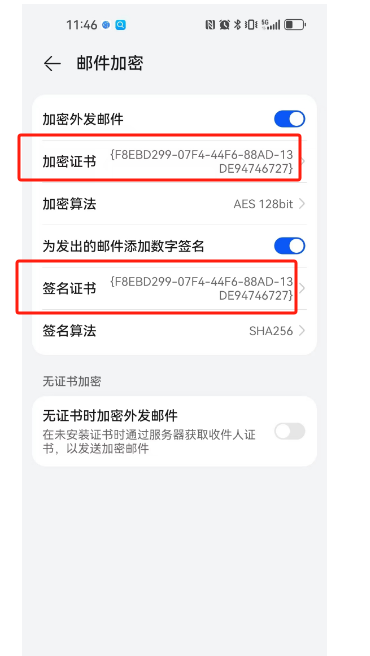 11:46
邮件加密
加密外发邮件
加密证书
{F8EBD299-07F4-44F6-88AD-13
DE94746727}
加密算法
AES 128bit
为发出的邮件添加数字签名
签名证书
{F8EBD299-07F4-44F6-88AD-13
DE94746727}
签名算法
SHA256
无证书加密
无证书时加密外发邮件
在未安装证书时通过服务器获取收件人证
书，以发送加密邮件